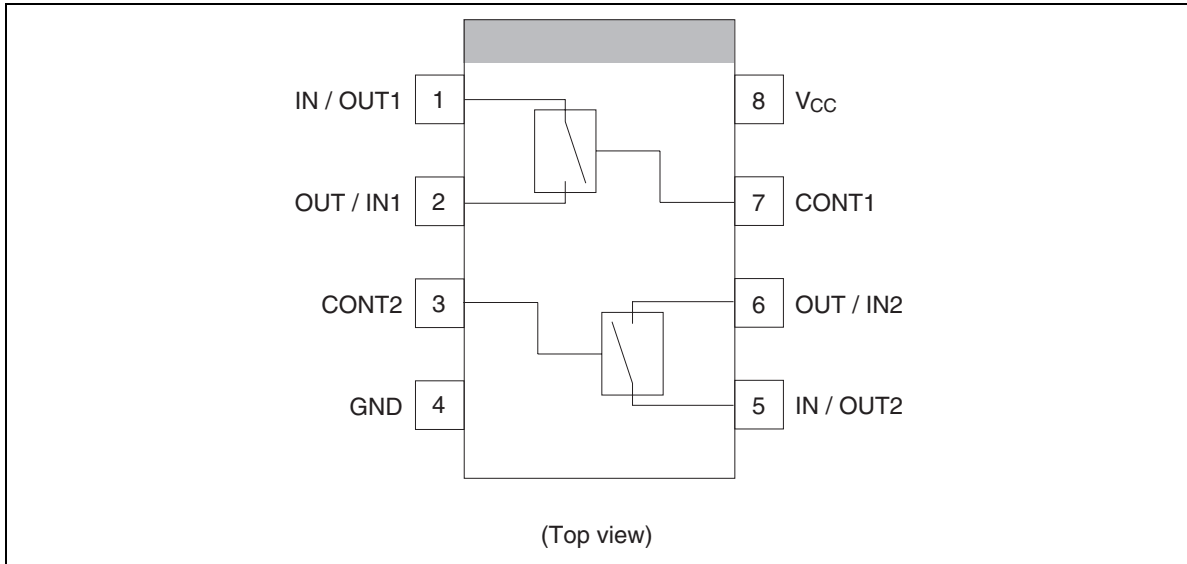 IN / OUT1 1
8 VCC
OUT / IN1 2
7 CONT1
CONT2 3
6 OUT / IN2
GND 4
5 IN / OUT2
(Top view)